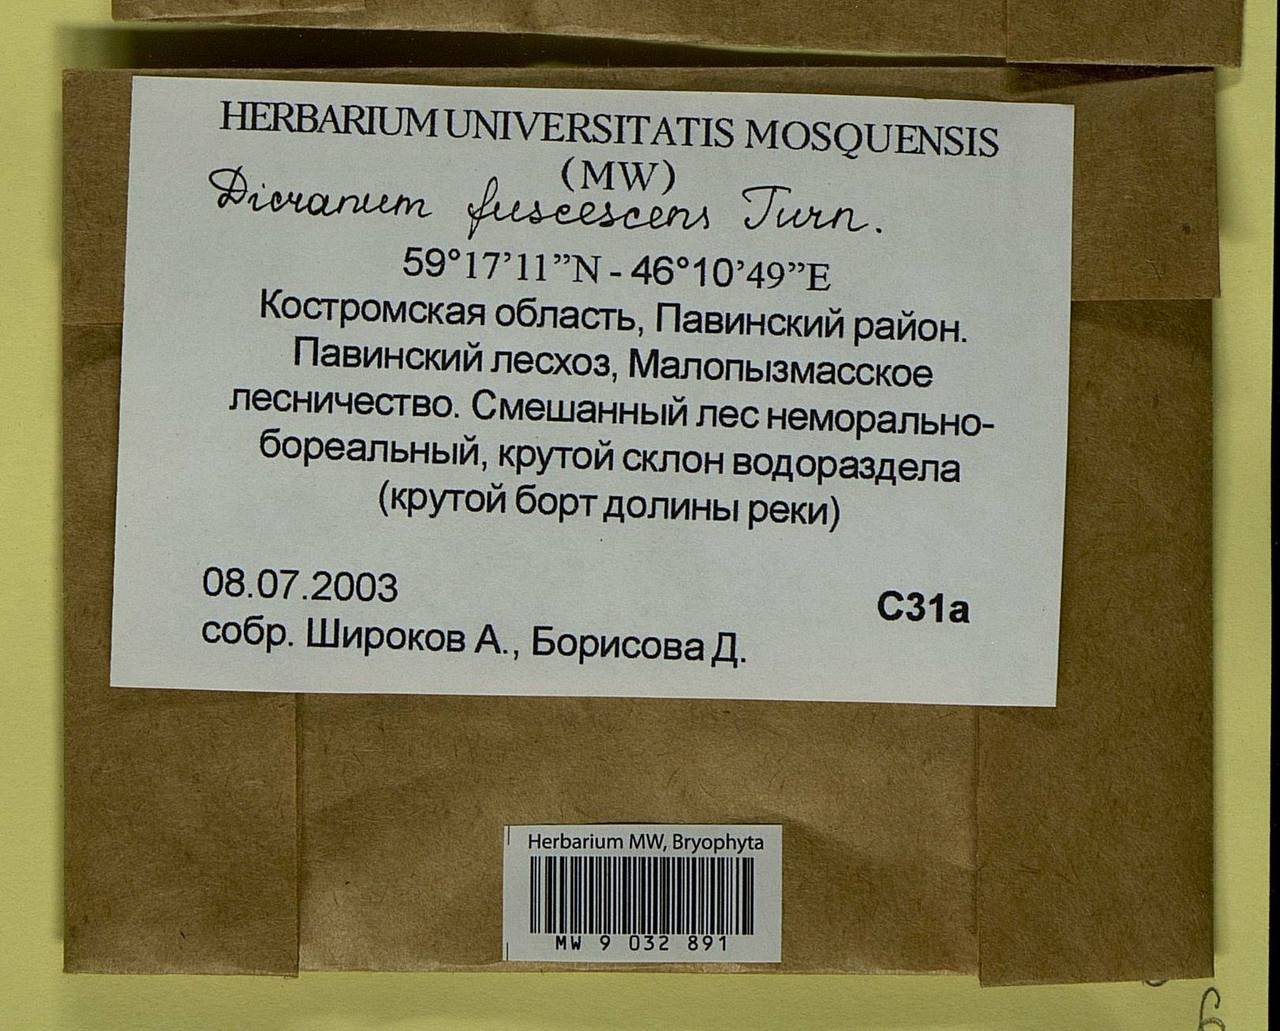 HERBARIUM UNIVERSITATIS MOSQUENSIS
(MW)
Dicranum fuscescens Turn.
59°17’11”N - 46°10’49”E
Костромская область, Павинский район.
Павинский лесхоз, Малопызмасское
лесничество. Смешанный лес неморально-
бореальный, крутой склон водораздела
(крутой борт долины реки)
08.07.2003
C31a
собр. Широков А., Борисова Д.
Herbarium MW, Bryophyta
MW 9 032 891